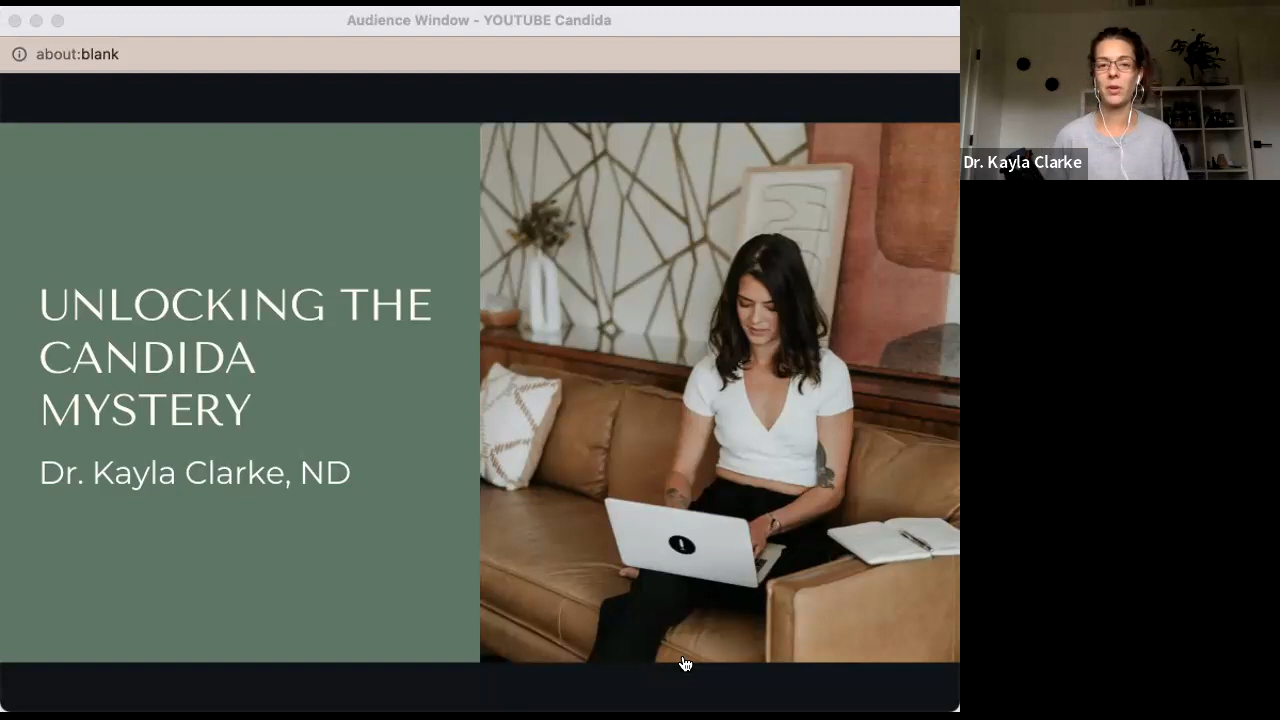 Audience Window - YOUTUBE Candida
about:blank
Dr. Kayla Clarke
UNLOCKING THE
CANDIDA
MYSTERY
Dr. Kayla Clarke, ND